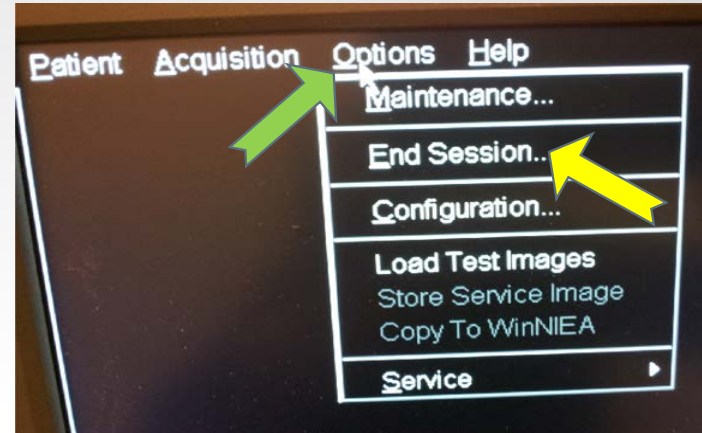 Patient Acquisition Options Help
Maintenance...
End Session...
Configuration...
Load Test Images
Store Service Image
Copy To WinNIEA
Service